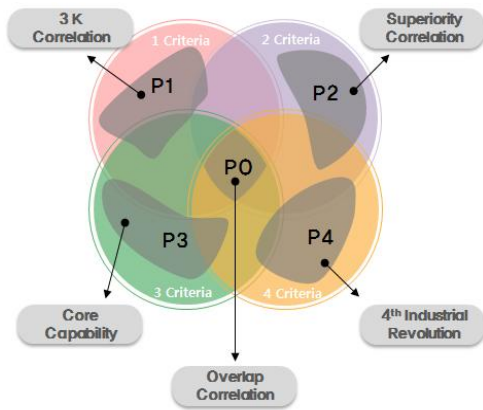 3 K
Correlation
Superiority
Correlation
1 Criteria
2 Criteria
P1
P2
P0
P3
P4
3 Criteria
4 Criteria
Core
Capability
4th Industrial
Revolution
Overlap
Correlation